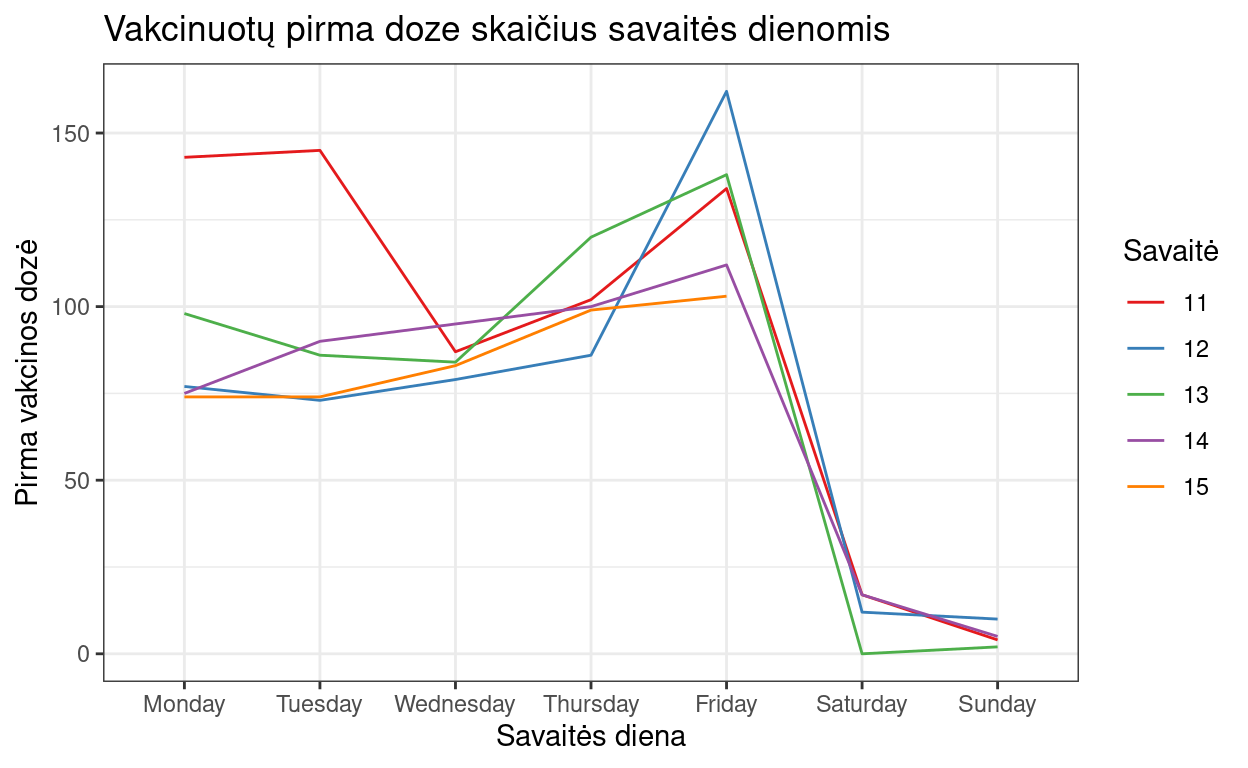 Vakcinuotų pirma doze skaičius savaitės dienomis
Pirma vakcinos dozė
150
100
50
0
Monday
Tuesday
Wednesday
Thursday
Friday
Saturday
Sunday
Savaitės diena
Savaitė
11
12
13
14
15